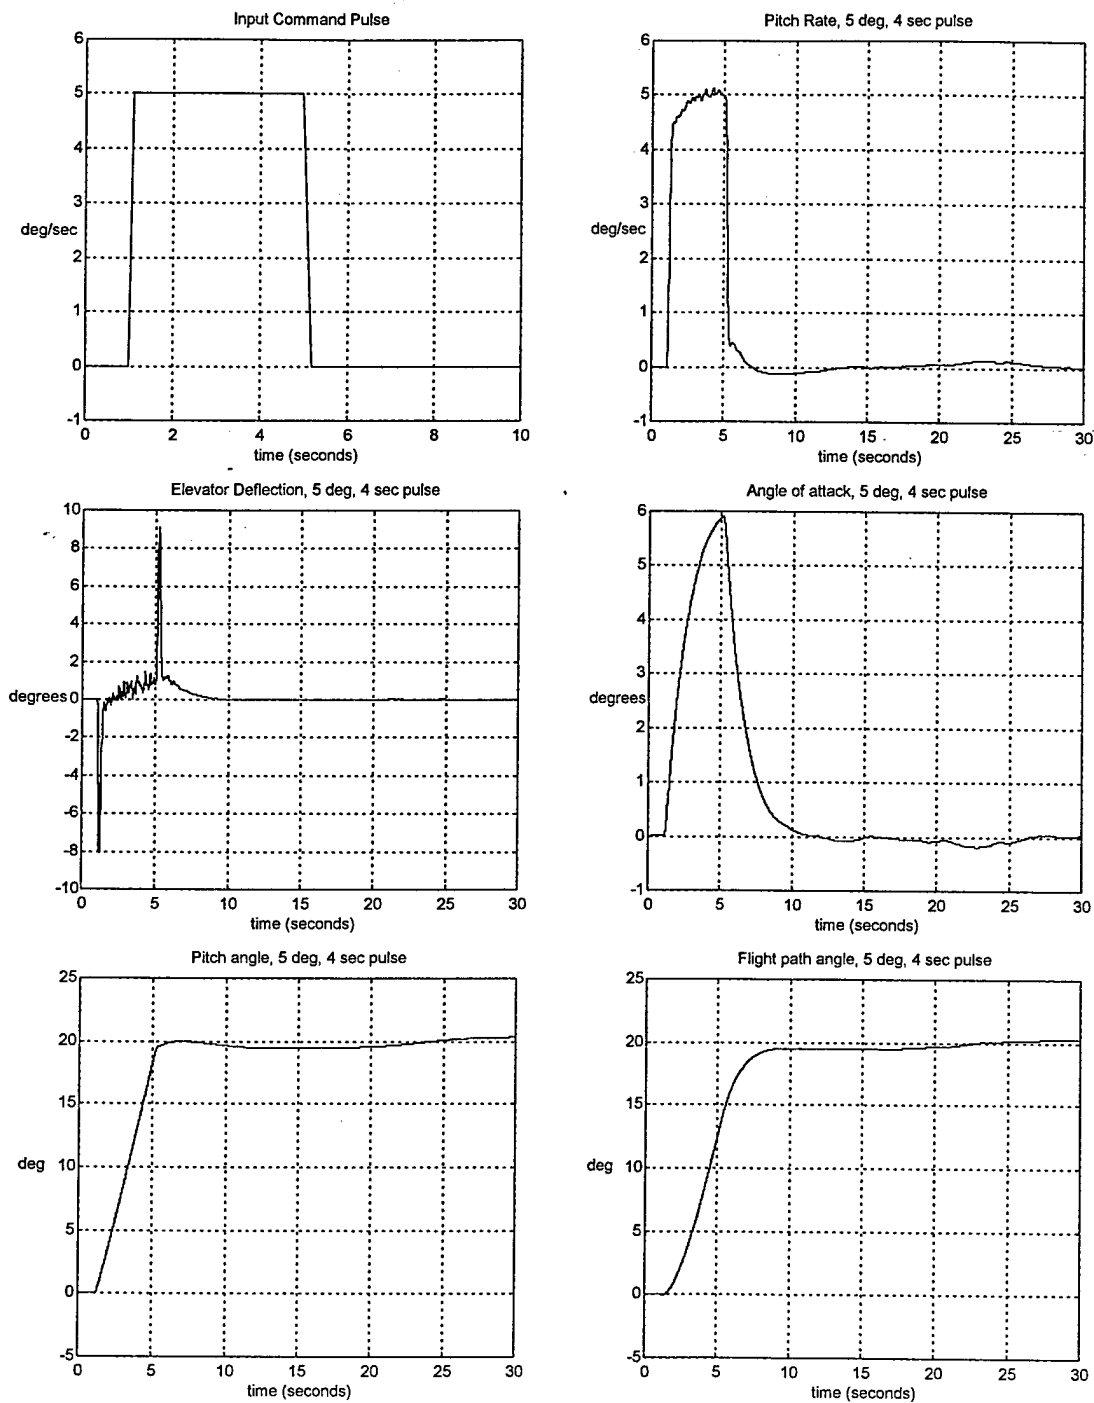 Input Command Pulse
6
5
4
3
deg/sec
2
1
0
-1
0 2 4 6 8 10
time (seconds)
Pitch Rate, 5 deg, 4 sec pulse
6
5
4
3
deg/sec
2
1
0
-1
0 5 10 15 20 25 30
time (seconds)
Elevator Deflection, 5 deg, 4 sec pulse
10
8
6
4
2
degrees 0
-2
-4
-6
-8
-10
0 5 10 15 20 25 30
time (seconds)
Angle of attack, 5 deg, 4 sec pulse
6
5
4
3
degrees
2
1
0
-1
0 5 10 15 20 25 30
time (seconds)
Pitch angle, 5 deg, 4 sec pulse
25
20
15
deg 10
5
0
-5
0 5 10 15 20 25 30
time (seconds)
Flight path angle, 5 deg, 4 sec pulse
25
20
15
deg 10
5
0
-5
0 5 10 15 20 25 30
time (seconds)